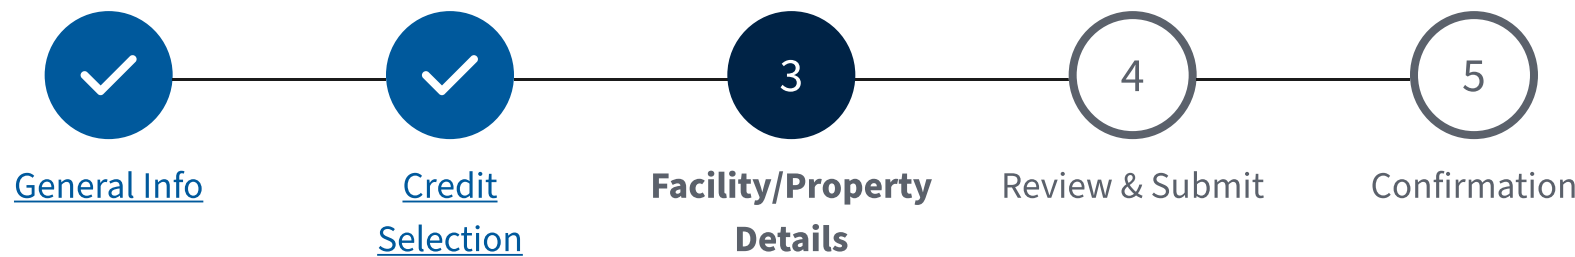 3
4
5
General Info
Credit
Selection
Facility/Property
Details
Review & Submit
Confirmation